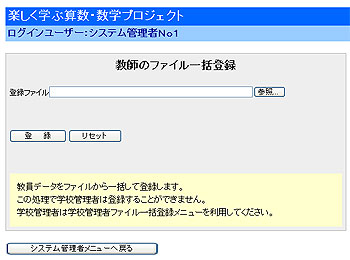 楽しく学ぶ算数・数学プロジェクト
ログインユーザー：システム管理者No1
教師のファイル一括登録
登録ファイル 参照...
登　録 リセット
教員データをファイルから一括して登録します。
この処理で学校管理者は登録することができません。
学校管理者は学校管理者ファイル一括登録メニューを利用してください。
システム管理者メニューへ戻る